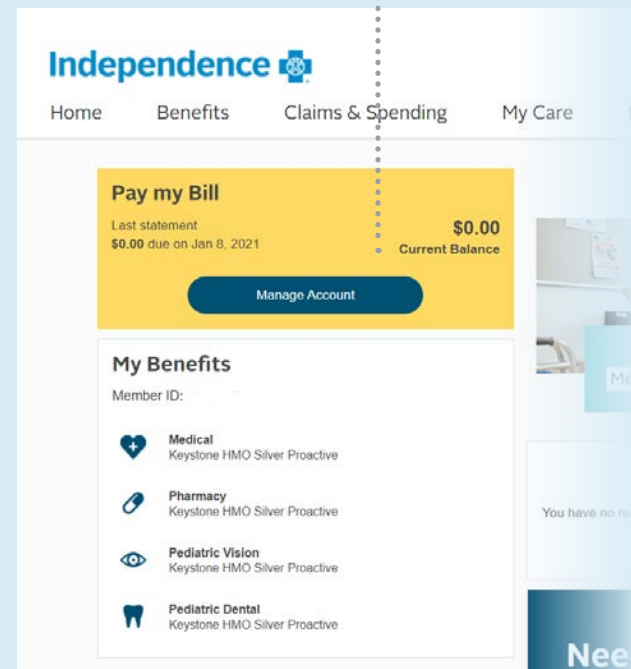 Independence
Home Benefits Claims & Spending My Care
Pay my Bill
Last statement
$0.00 due on Jan 8, 2021
$0.00
Current Balance
Manage Account
My Benefits
Member ID:
Medical
Keystone HMO Silver Proactive
Pharmacy
Keystone HMO Silver Proactive
Pediatric Vision
Keystone HMO Silver Proactive
Pediatric Dental
Keystone HMO Silver Proactive
You have no